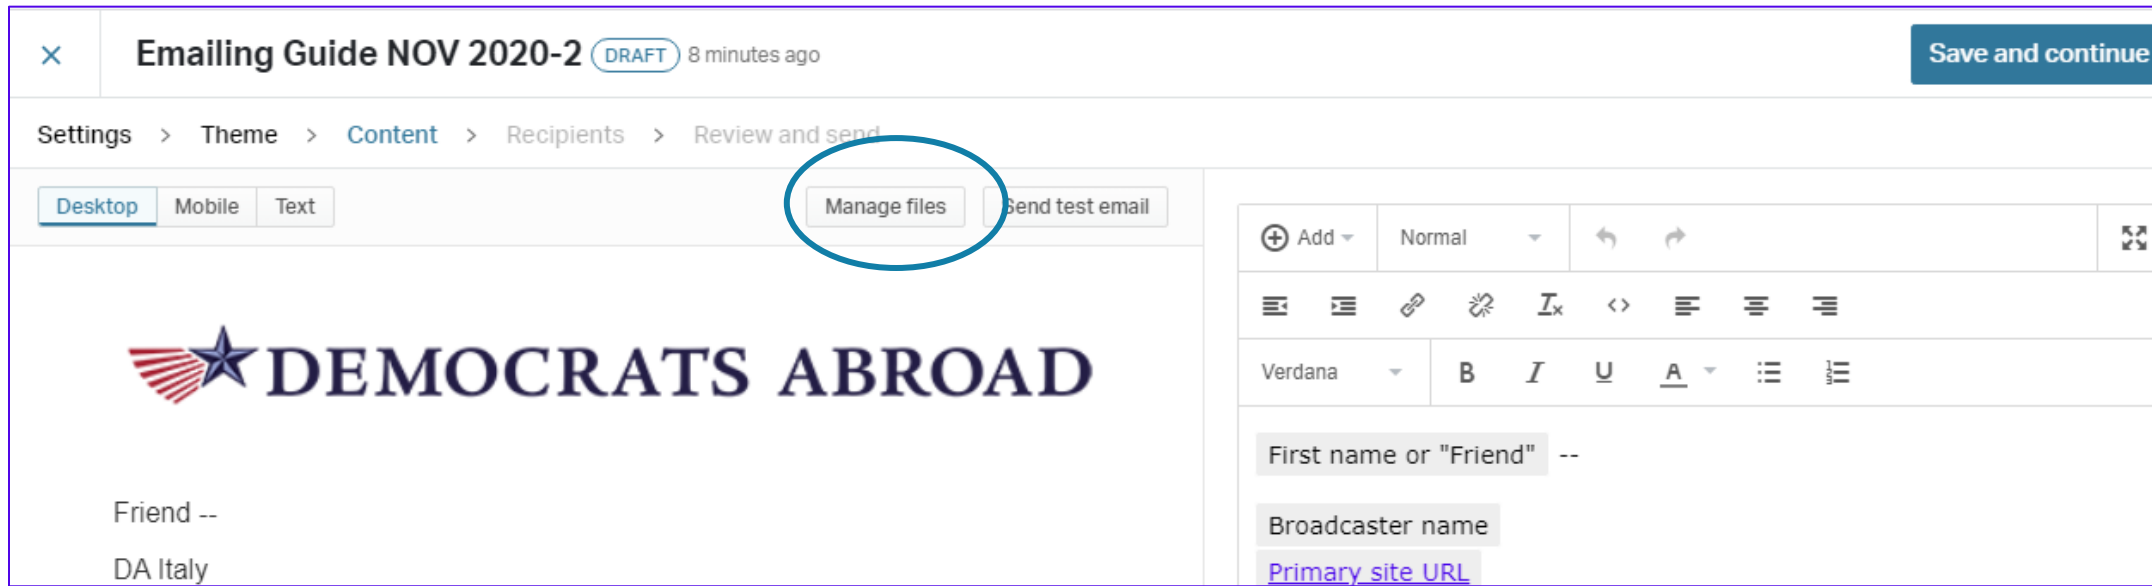 Emailing Guide NOV 2020-2 DRAFT 8 minutes ago
Save and continue
Settings > Theme > Content > Recipients > Review and send
Desktop Mobile Text
Manage files Send test email
Add Normal
DEMOCRATS ABROAD
Verdana B I U A
First name or "Friend" --
Friend --
Broadcaster name
DA Italy
Primary site URL